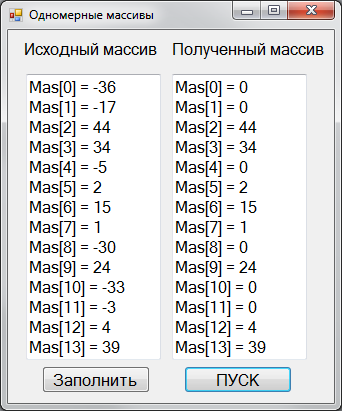 Одномерные массивы
Исходный массив
Mas[0] = -36
Mas[1] = -17
Mas[2] = 44
Mas[3] = 34
Mas[4] = -5
Mas[5] = 2
Mas[6] = 15
Mas[7] = 1
Mas[8] = -30
Mas[9] = 24
Mas[10] = -33
Mas[11] = -3
Mas[12] = 4
Mas[13] = 39
Полученный массив
Mas[0] = 0
Mas[1] = 0
Mas[2] = 44
Mas[3] = 34
Mas[4] = 0
Mas[5] = 2
Mas[6] = 15
Mas[7] = 1
Mas[8] = 0
Mas[9] = 24
Mas[10] = 0
Mas[11] = 0
Mas[12] = 4
Mas[13] = 39
Заполнить
ПУСК